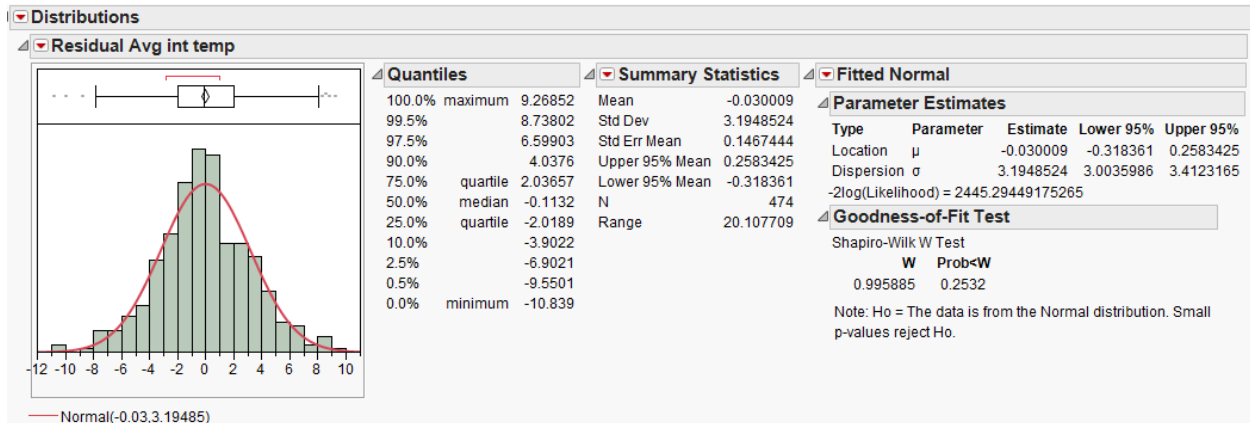 Distributions
Residual Avg int temp
-12 -10 -8 -6 -4 -2 0 2 4 6 8 10
Normal(-0.03,3.19485)
Quantiles
100.0% maximum 9.26852
99.5% 8.73802
97.5% 6.59903
90.0% 4.0376
75.0% quartile 2.03657
50.0% median -0.1132
25.0% quartile -2.0189
10.0% -3.9022
2.5% -6.9021
0.5% -9.5501
0.0% minimum -10.839
Summary Statistics
Mean -0.030009
Std Dev 3.1948524
Std Err Mean 0.1467444
Upper 95% Mean 0.2583425
Lower 95% Mean -0.318361
N 474
Range 20.107709
Fitted Normal
Parameter Estimates
Type Parameter Estimate Lower 95% Upper 95%
Location μ -0.030009 -0.318361 0.2583425
Dispersion σ 3.1948524 3.0035986 3.4123165
-2log(Likelihood) = 2445.29449175265
Goodness-of-Fit Test
Shapiro-Wilk W Test
W Prob<W
0.995885 0.2532
Note: Ho = The data is from the Normal distribution. Small
p-values reject Ho.